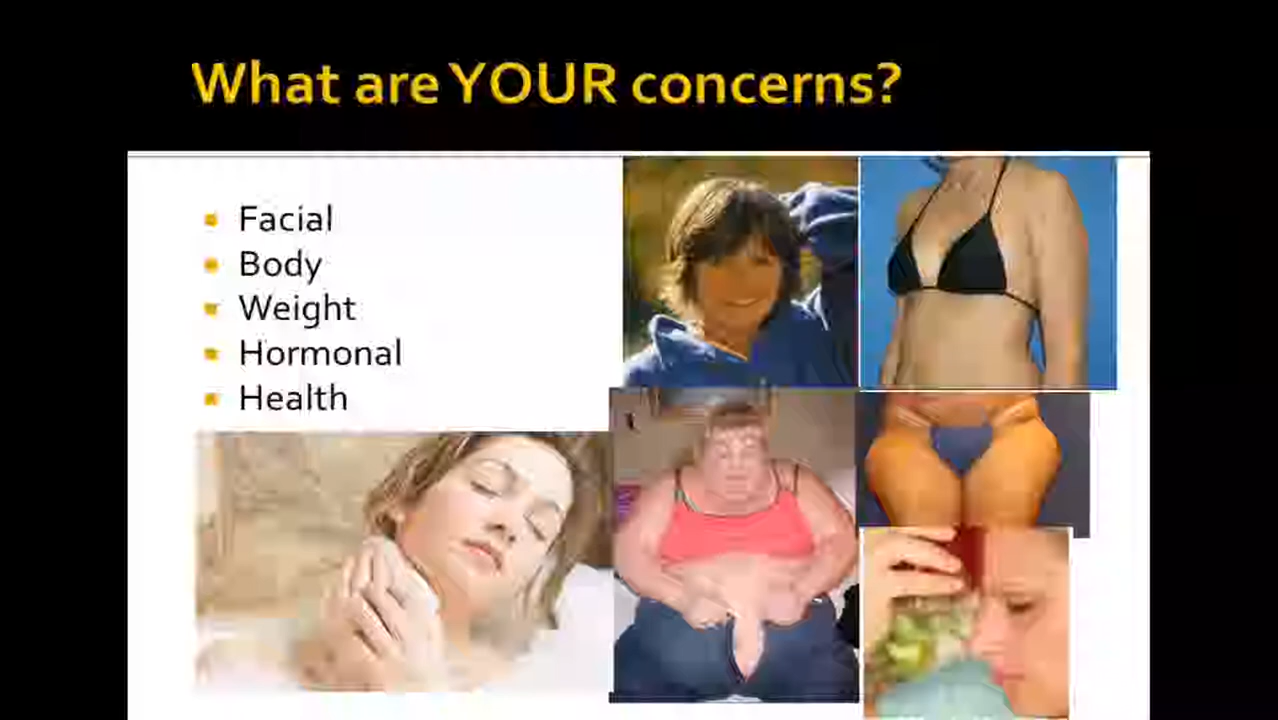 What are YOUR concerns?
Facial
Body
Weight
Hormonal
Health